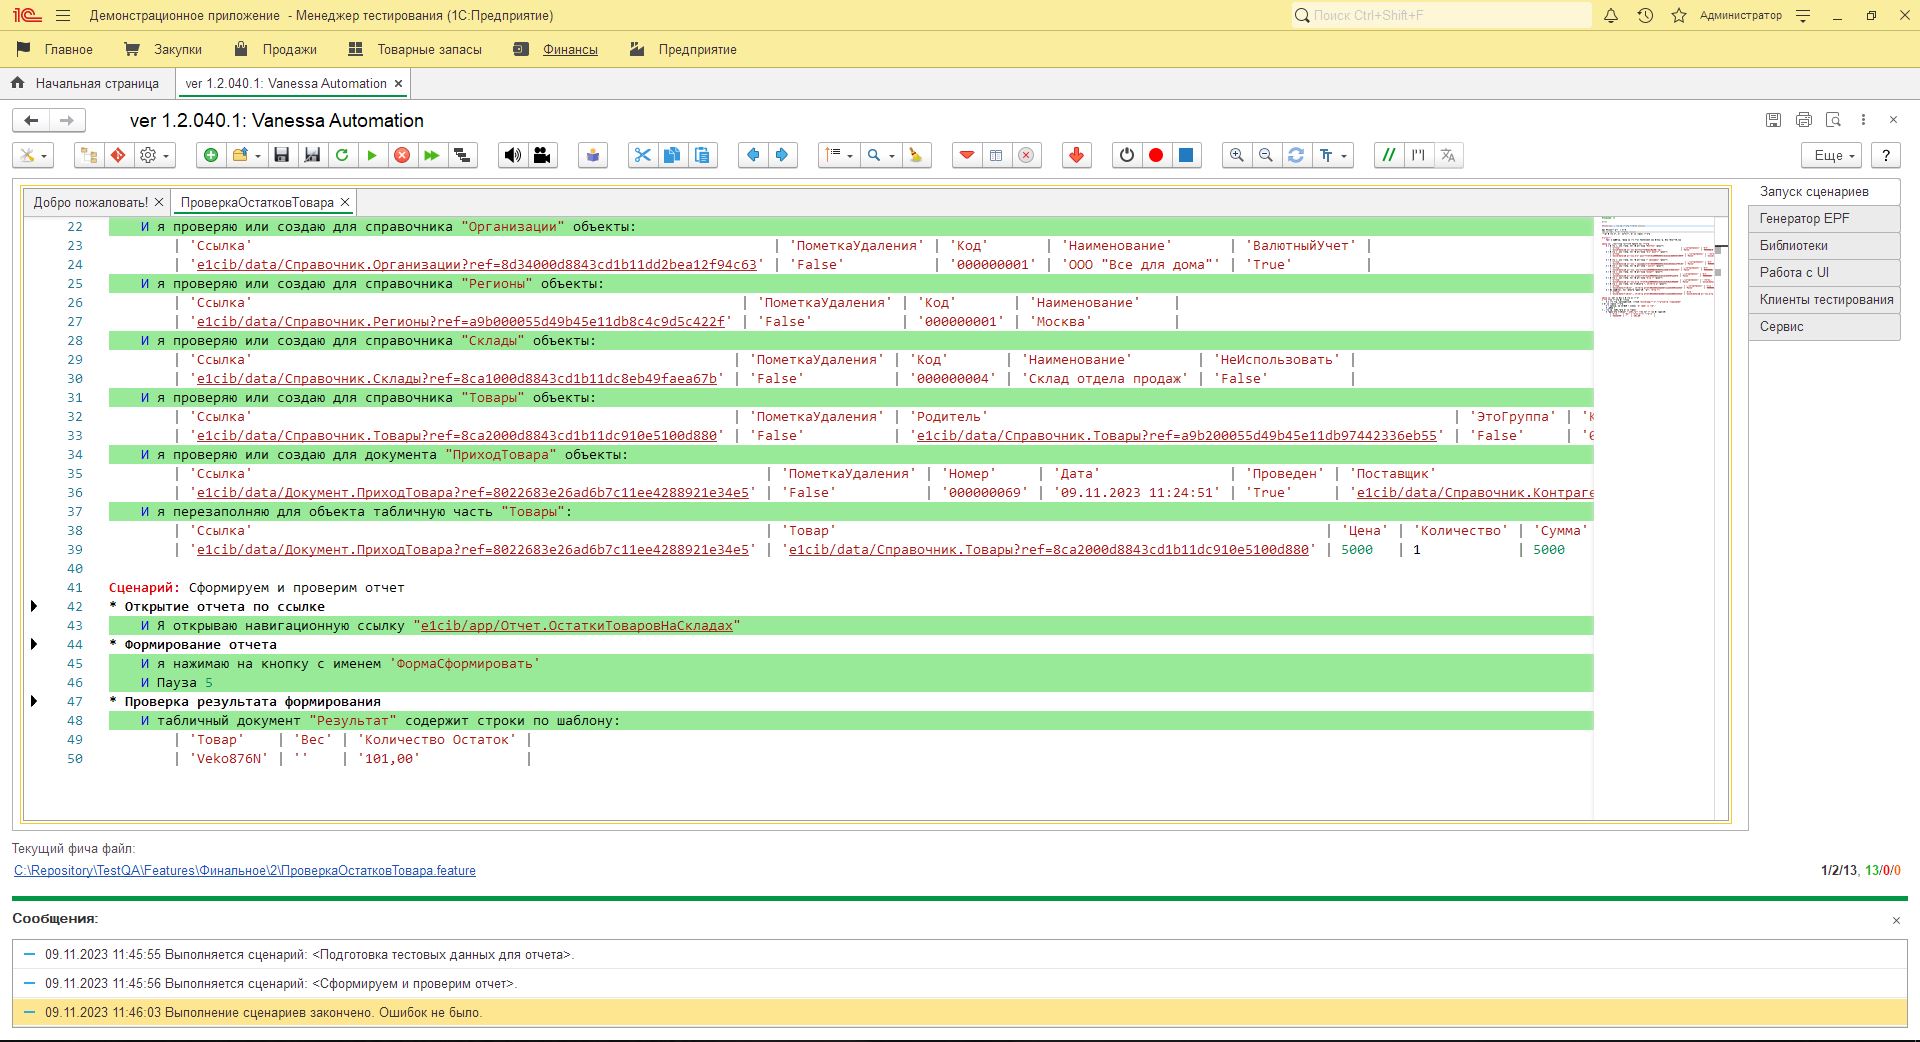 Демонстрационное приложение - Менеджер тестирования (1С:Предприятие)
Поиск Ctrl+Shift+F
Администратор
Главное Закупки Продажи Товарные запасы Финансы Предприятие
Начальная страница
ver 1.2.040.1: Vanessa Automation
ver 1.2.040.1: Vanessa Automation
Еще
?
Добро пожаловать!
ПроверкаОстатковТовара
Запуск сценариев
Генератор EPF
Библиотеки
Работа с UI
Клиенты тестирования
Сервис
22 И я проверяю или создаю для справочника "Организации" объекты:
23 | 'Ссылка' | 'ПометкаУдаления' | 'Код' | 'Наименование' | 'ВалютныйУчет' |
24 | 'e1cib/data/Справочник.Организации?ref=8d34000d8843cd1b11dd2bea12f94c63' | 'False' | '000000001' | 'ООО "Все для дома"' | 'True' |
25 И я проверяю или создаю для справочника "Регионы" объекты:
26 | 'Ссылка' | 'ПометкаУдаления' | 'Код' | 'Наименование' |
27 | 'e1cib/data/Справочник.Регионы?ref=a9b000055d49b45e11db8c4c9d5c422f' | 'False' | '000000001' | 'Москва' |
28 И я проверяю или создаю для справочника "Склады" объекты:
29 | 'Ссылка' | 'ПометкаУдаления' | 'Код' | 'Наименование' | 'НеИспользовать' |
30 | 'e1cib/data/Справочник.Склады?ref=8ca1000d8843cd1b11dc8eb49faea67b' | 'False' | '000000004' | 'Склад отдела продаж' | 'False' |
31 И я проверяю или создаю для справочника "Товары" объекты:
32 | 'Ссылка' | 'ПометкаУдаления' | 'Родитель' | 'ЭтоГруппа' |
33 | 'e1cib/data/Справочник.Товары?ref=8ca2000d8843cd1b11dc910e5100d880' | 'False' | 'e1cib/data/Справочник.Товары?ref=a9b200055d49b45e11db97442336eb55' | 'False' |
34 И я проверяю или создаю для документа "ПриходТовара" объекты:
35 | 'Ссылка' | 'ПометкаУдаления' | 'Номер' | 'Дата' | 'Проведен' | 'Поставщик'
36 | 'e1cib/data/Документ.ПриходТовара?ref=8022683e26ad6b7c11ee4288921e34e5' | 'False' | '000000069' | '09.11.2023 11:24:51' | 'True' | 'e1cib/data/Справочник.Контраге
37 И я перезаполняю для объекта табличную часть "Товары":
38 | 'Ссылка' | 'Товар' | 'Цена' | 'Количество' | 'Сумма'
39 | 'e1cib/data/Документ.ПриходТовара?ref=8022683e26ad6b7c11ee4288921e34e5' | 'e1cib/data/Справочник.Товары?ref=8ca2000d8843cd1b11dc910e5100d880' | 5000 | 1 | 5000
40
41 Сценарий: Сформируем и проверим отчет
42 * Открытие отчета по ссылке
43 И Я открываю навигационную ссылку "e1cib/app/Отчет.ОстаткиТоваровНаСкладах"
44 * Формирование отчета
45 И я нажимаю на кнопку с именем 'ФормаСформировать'
46 И Пауза 5
47 * Проверка результата формирования
48 И табличный документ "Результат" содержит строки по шаблону:
49 | 'Товар' | 'Вес' | 'Количество Остаток' |
50 | 'Veko876N' | '' | '101,00' |
Текущий фича файл:
C:\Repository\TestQA\Features\Финальное\2\ПроверкаОстатковТовара.feature
1/2/13, 13/0/0
Сообщения:
09.11.2023 11:45:55 Выполняется сценарий: <Подготовка тестовых данных для отчета>.
09.11.2023 11:45:56 Выполняется сценарий: <Сформируем и проверим отчет>.
09.11.2023 11:46:03 Выполнение сценариев закончено. Ошибок не было.